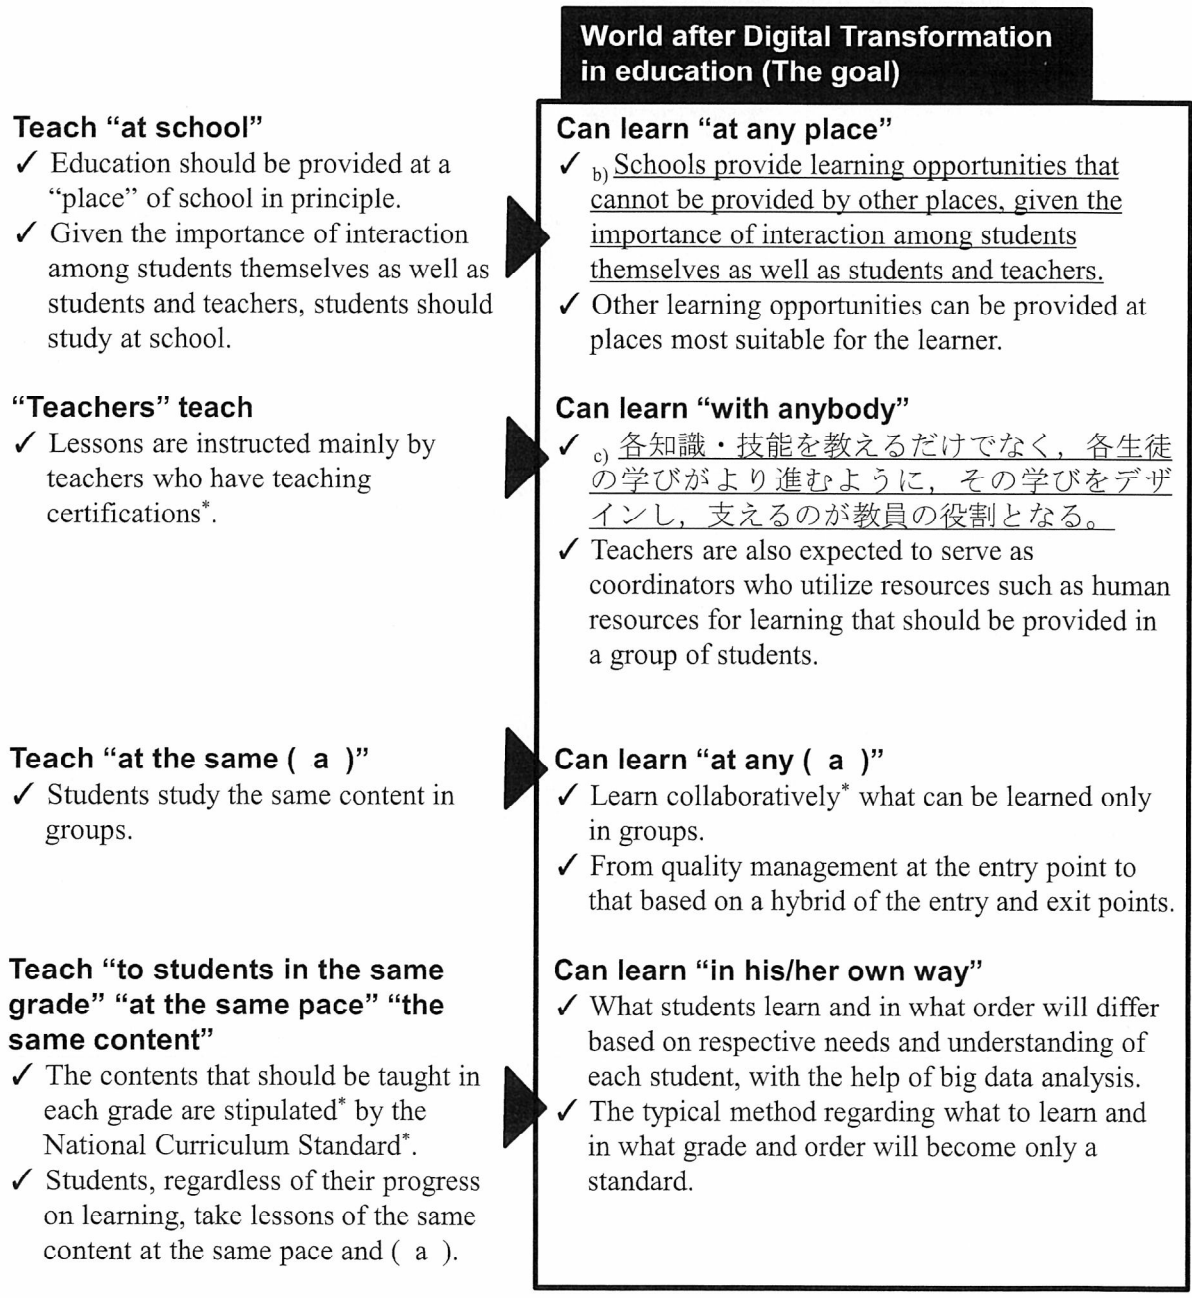 World after Digital Transformation
in education (The goal)
Teach “at school”
✓ Education should be provided at a
“place” of school in principle.
✓ Given the importance of interaction
among students themselves as well as
students and teachers, students should
study at school.
Can learn “at any place”
✓ b) Schools provide learning opportunities that
cannot be provided by other places, given the
importance of interaction among students
themselves as well as students and teachers.
✓ Other learning opportunities can be provided at
places most suitable for the learner.
“Teachers” teach
✓ Lessons are instructed mainly by
teachers who have teaching
certifications*.
Can learn “with anybody”
✓ c) 各知識・技能を教えるだけでなく，各生徒
の学びがより進むように，その学びをデザ
インし，支えるのが教員の役割となる。
✓ Teachers are also expected to serve as
coordinators who utilize resources such as human
resources for learning that should be provided in
a group of students.
Teach “at the same ( a )”
✓ Students study the same content in
groups.
Can learn “at any ( a )”
✓ Learn collaboratively* what can be learned only
in groups.
✓ From quality management at the entry point to
that based on a hybrid of the entry and exit points.
Teach “to students in the same
grade” “at the same pace” “the
same content”
✓ The contents that should be taught in
each grade are stipulated* by the
National Curriculum Standard*.
✓ Students, regardless of their progress
on learning, take lessons of the same
content at the same pace and ( a ).
Can learn “in his/her own way”
✓ What students learn and in what order will differ
based on respective needs and understanding of
each student, with the help of big data analysis.
✓ The typical method regarding what to learn and
in what grade and order will become only a
standard.